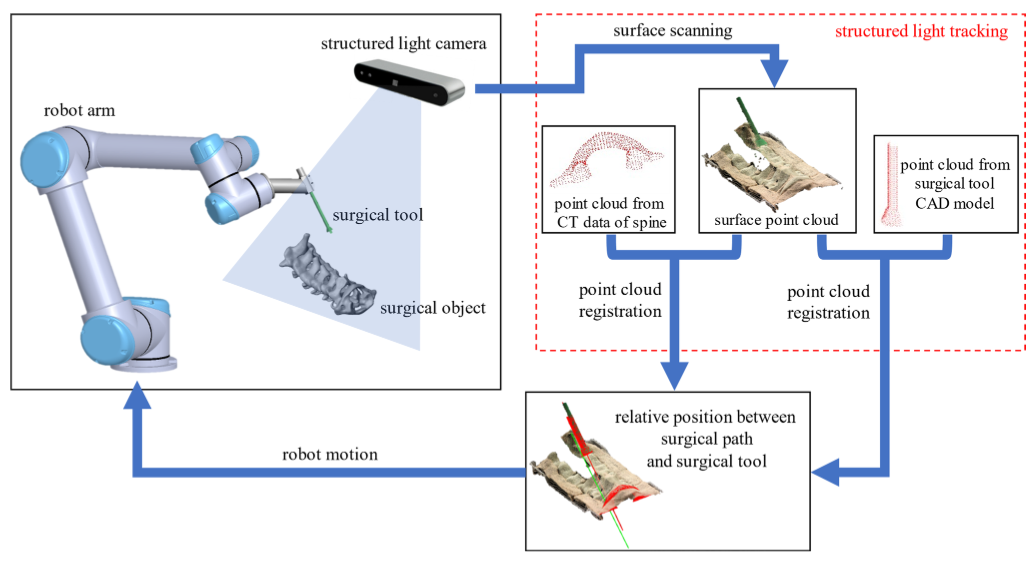 structured light camera
robot arm
surgical tool
surgical object
surface scanning
structured light tracking
point cloud from
CT data of spine
surface point cloud
point cloud from
surgical tool
CAD model
point cloud
registration
point cloud
registration
relative position between
surgical path
and surgical tool
robot motion